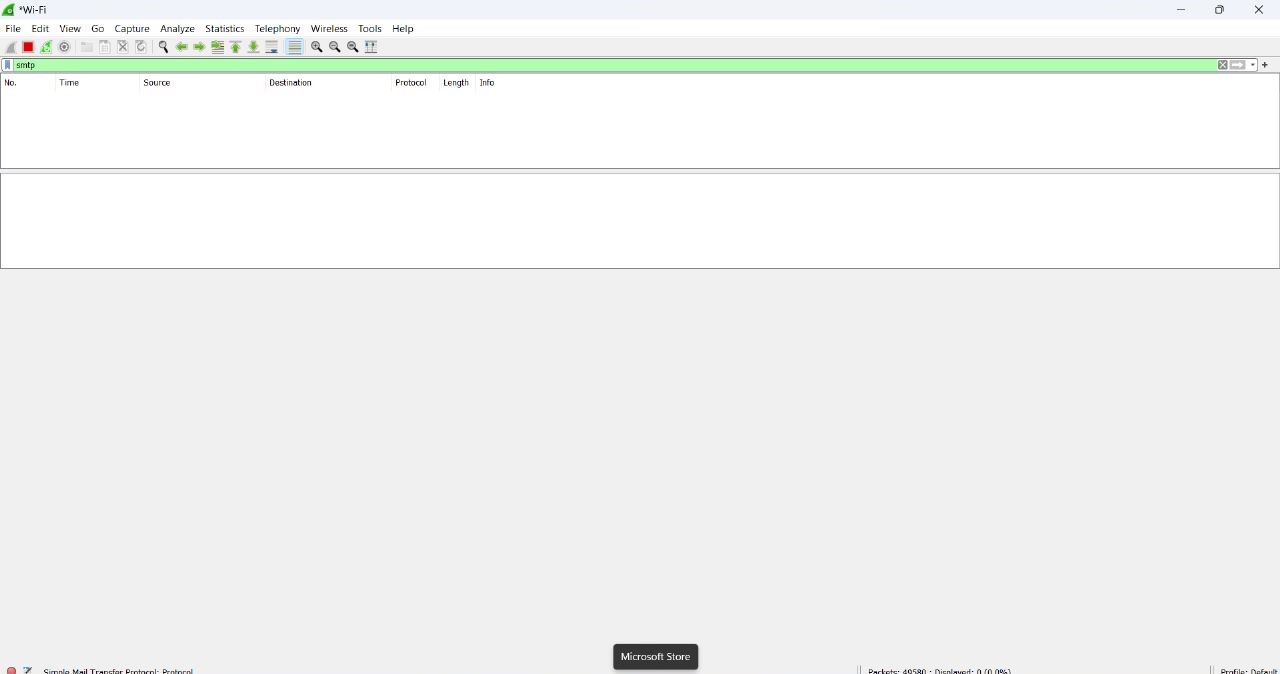 *Wi-Fi
File Edit View Go Capture Analyze Statistics Telephony Wireless Tools Help
smtp
No. Time Source Destination Protocol Length Info
Microsoft Store
Simple Mail Transfer Protocol: Protocol Packets: 49580 · Displayed: 0 (0.0%) Profile: Default